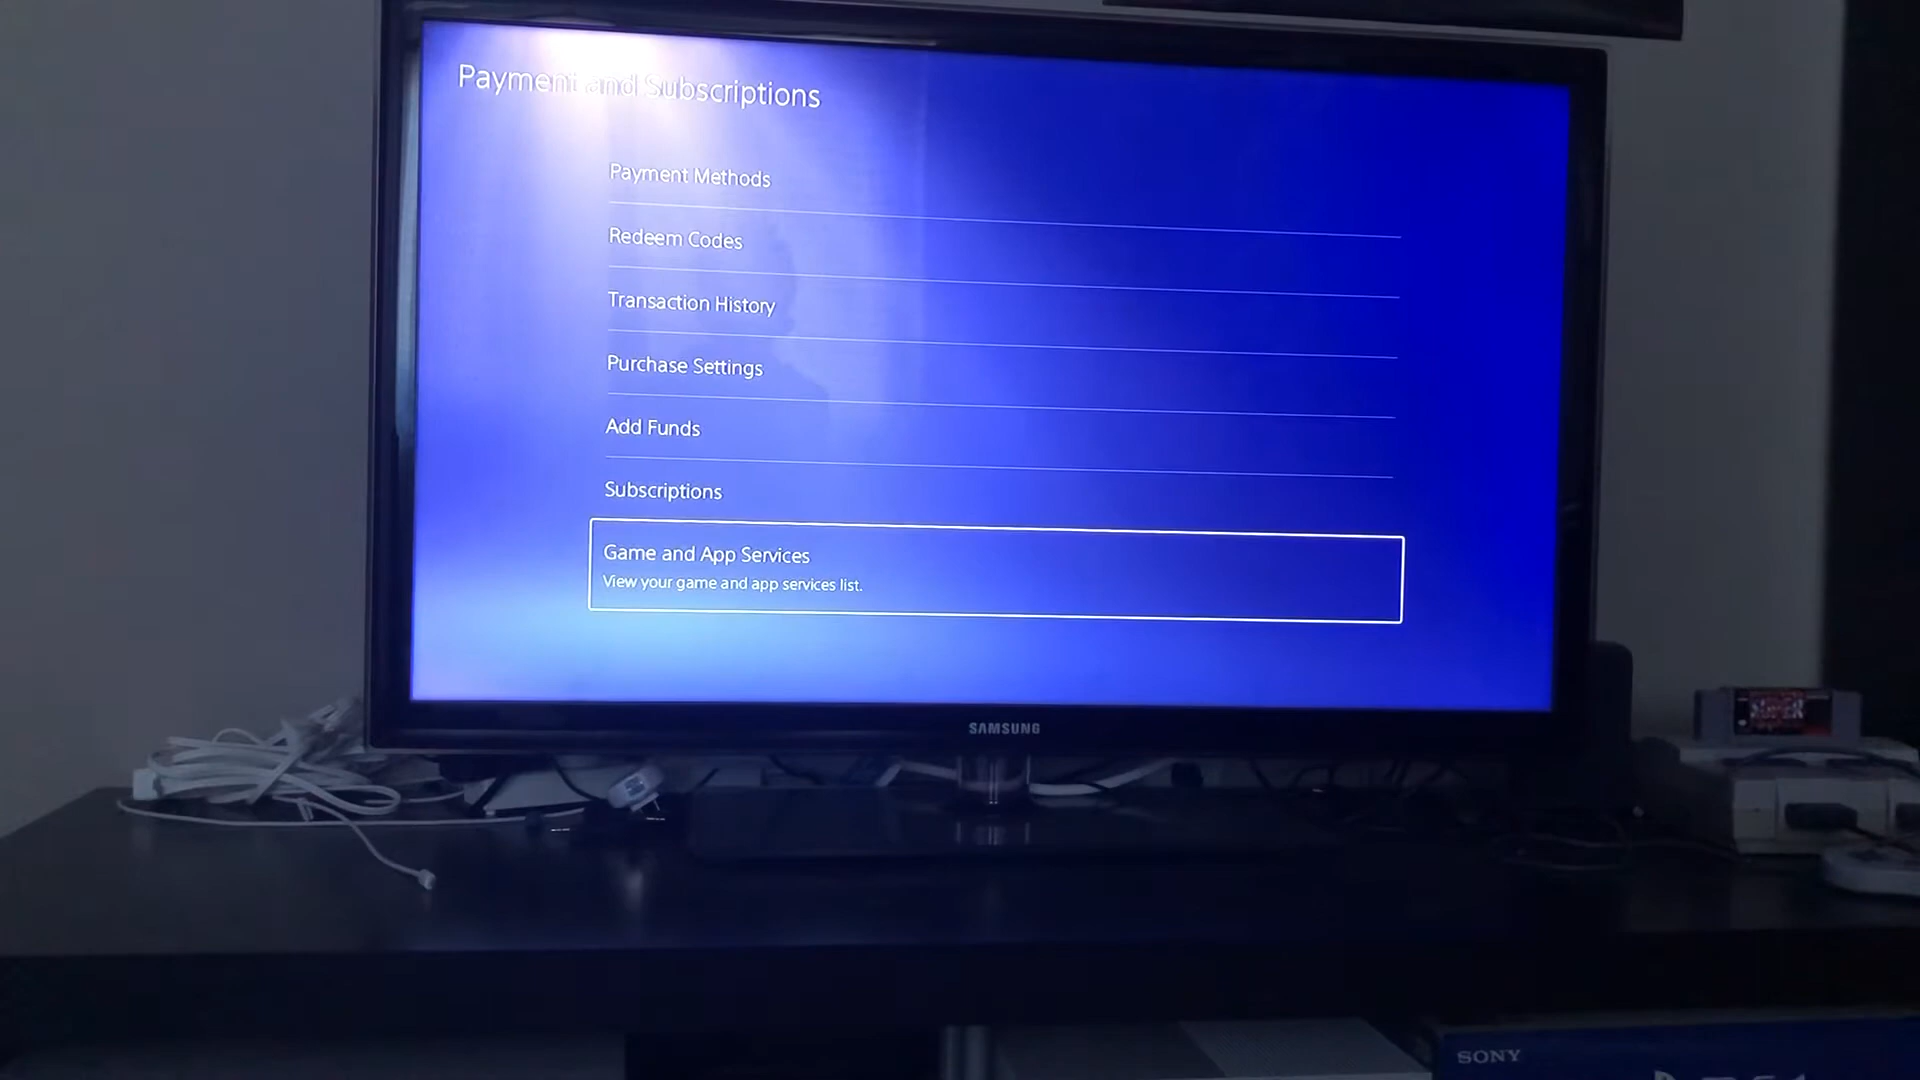 Payment and Subscriptions
Payment Methods
Redeem Codes
Transaction History
Purchase Settings
Add Funds
Subscriptions
Game and App Services
View your game and app services list.
SAMSUNG
SUPER
SONY